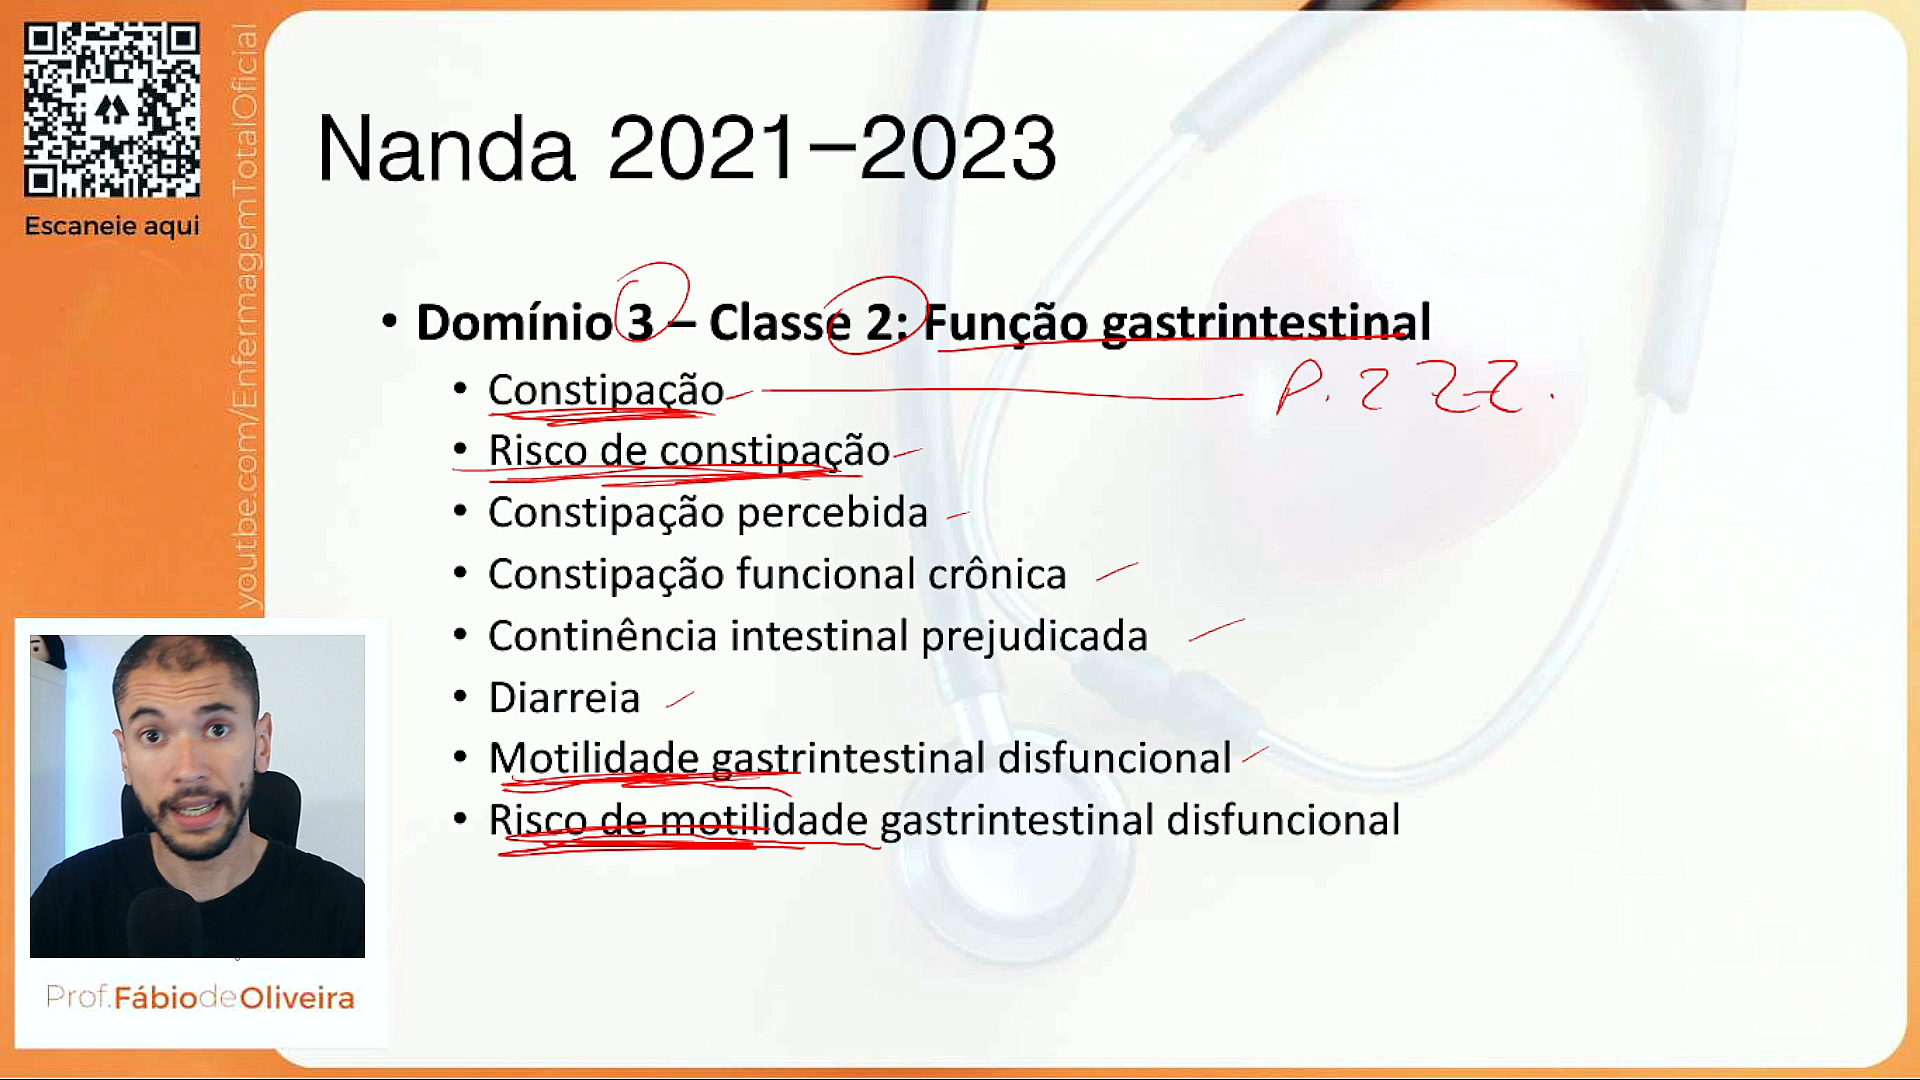 Escaneie aqui
youtbe.com/EnfermagemTotalOficial
Nanda 2021-2023
• Domínio 3 – Classe 2: Função gastrintestinal
• Constipação
P. 222.
• Risco de constipação
• Constipação percebida
• Constipação funcional crônica
• Continência intestinal prejudicada
• Diarreia
• Motilidade gastrintestinal disfuncional
• Risco de motilidade gastrintestinal disfuncional
Prof.FábiodeOliveira